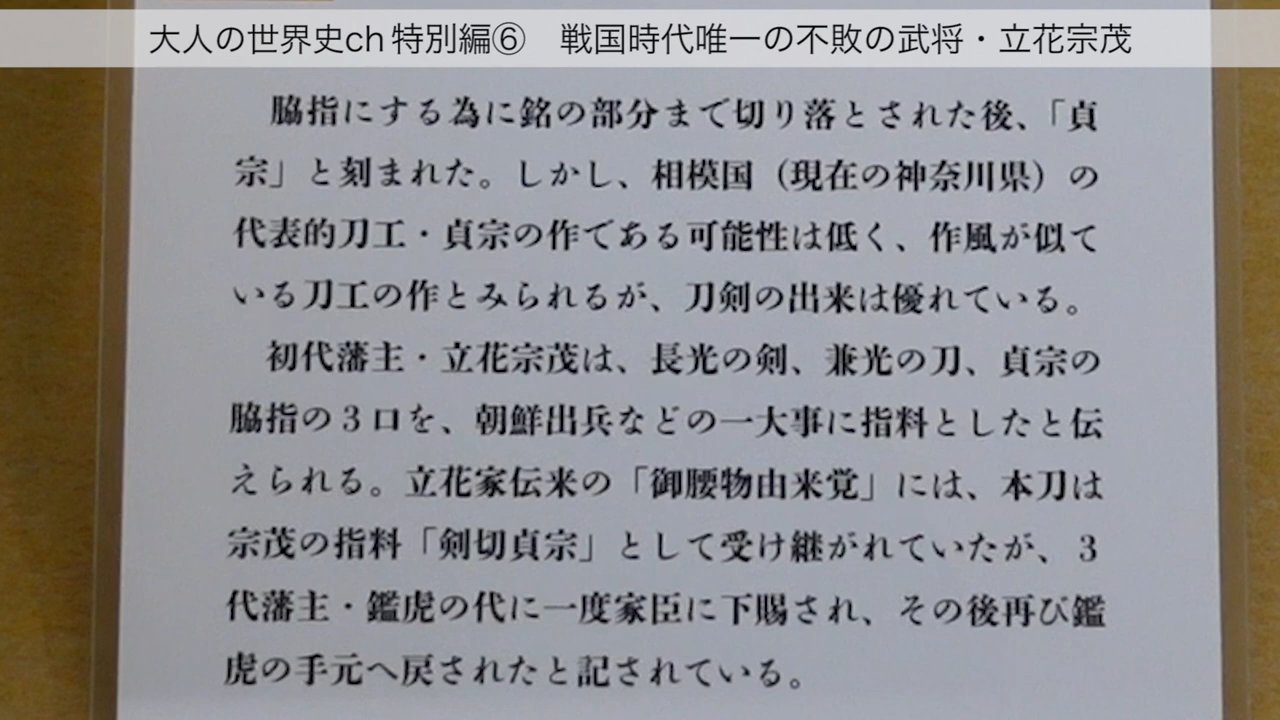 大人の世界史ch 特別編⑥　戦国時代唯一の不敗の武将・立花宗茂
脇指にする為に銘の部分まで切り落とされた後、「貞
宗」と刻まれた。しかし、相模国（現在の神奈川県）の
代表的刀工・貞宗の作である可能性は低く、作風が似て
いる刀工の作とみられるが、刀剣の出来は優れている。
初代藩主・立花宗茂は、長光の剣、兼光の刀、貞宗の
脇指の３口を、朝鮮出兵などの一大事に指料としたと伝
えられる。立花家伝来の「御腰物由来覚」には、本刀は
宗茂の指料「剣切貞宗」として受け継がれていたが、３
代藩主・鑑虎の代に一度家臣に下賜され、その後再び鑑
虎の手元へ戻されたと記されている。